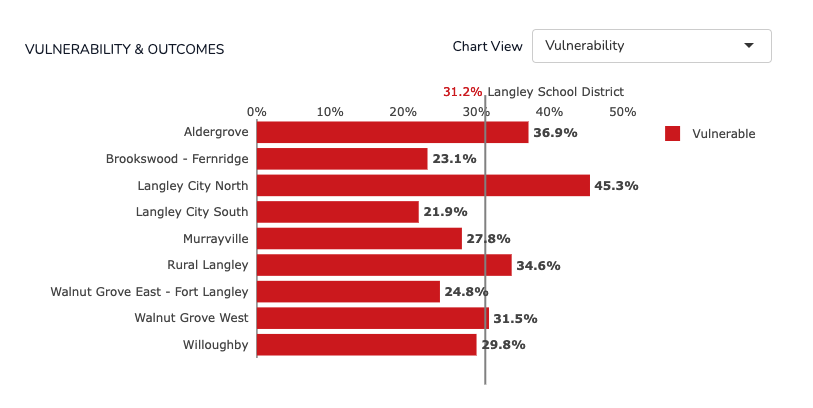 VULNERABILITY & OUTCOMES
Chart View
Vulnerability
31.2% Langley School District
0% 10% 20% 30% 40% 50%
Aldergrove 36.9%
Vulnerable
Brookswood - Fernridge 23.1%
Langley City North 45.3%
Langley City South 21.9%
Murrayville 27.8%
Rural Langley 34.6%
Walnut Grove East - Fort Langley 24.8%
Walnut Grove West 31.5%
Willoughby 29.8%